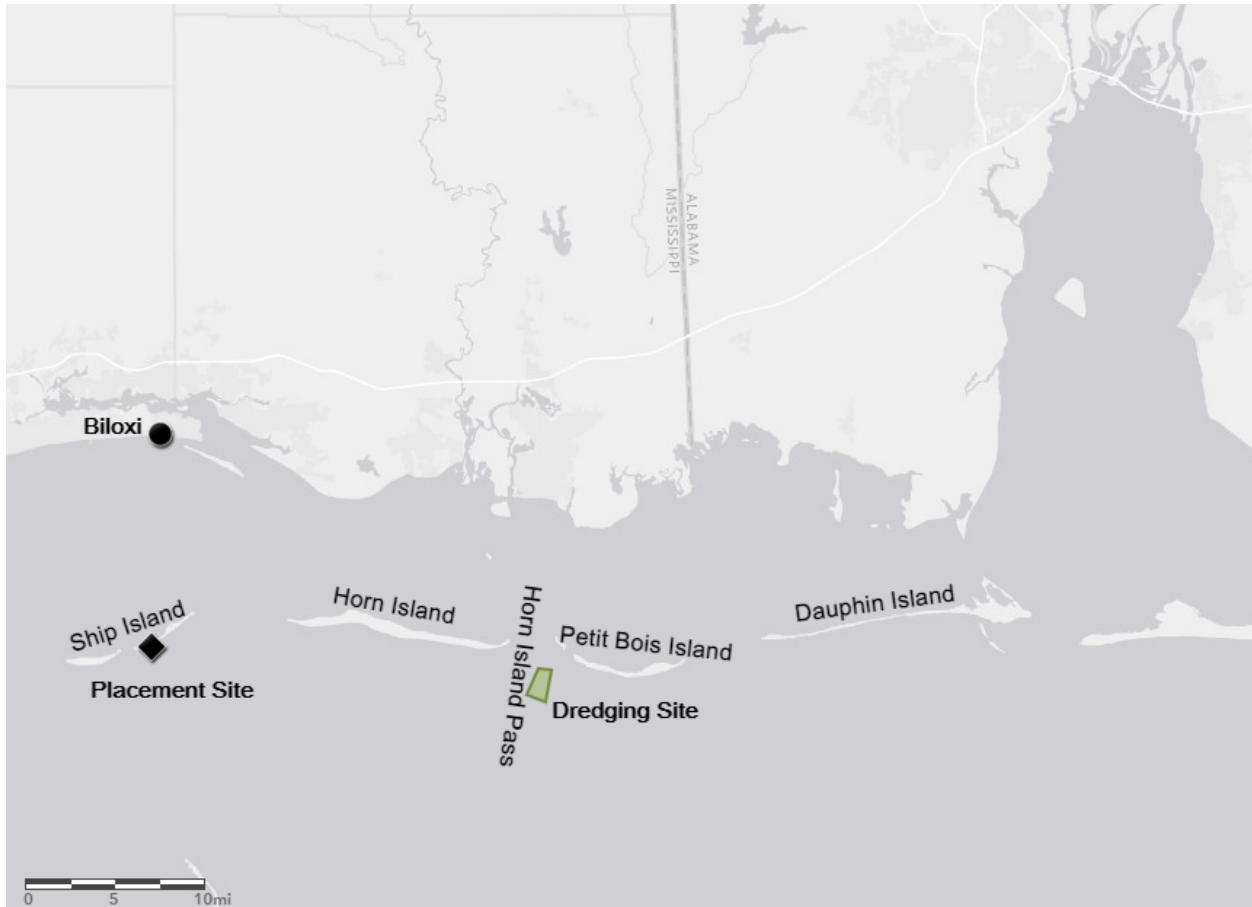 ALABAMA
MISSISSIPPI
Biloxi
Ship Island
Horn Island
Horn Island Pass
Petit Bois Island
Dauphin Island
Placement Site
Dredging Site
0 5 10mi